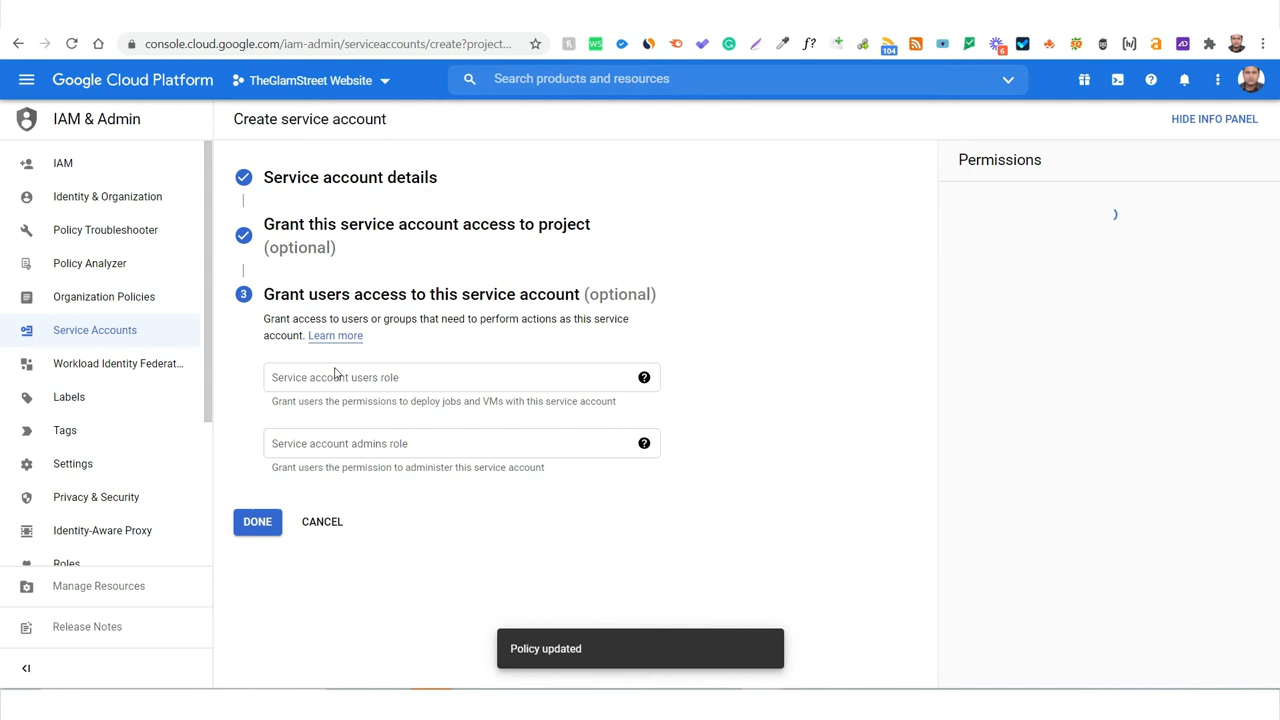 console.cloud.google.com/iam-admin/serviceaccounts/create?project...
WS
f?
104
6
[h]
a
Google Cloud Platform
TheGlamStreet Website
Search products and resources
IAM & Admin
Create service account
HIDE INFO PANEL
IAM
Identity & Organization
Policy Troubleshooter
Policy Analyzer
Organization Policies
Service Accounts
Workload Identity Federat...
Labels
Tags
Settings
Privacy & Security
Identity-Aware Proxy
Roles
Manage Resources
Release Notes
Service account details
Grant this service account access to project
(optional)
3
Grant users access to this service account (optional)
Grant access to users or groups that need to perform actions as this service
account. Learn more
Service account users role
Grant users the permissions to deploy jobs and VMs with this service account
Service account admins role
Grant users the permission to administer this service account
DONE
CANCEL
Permissions
Policy updated